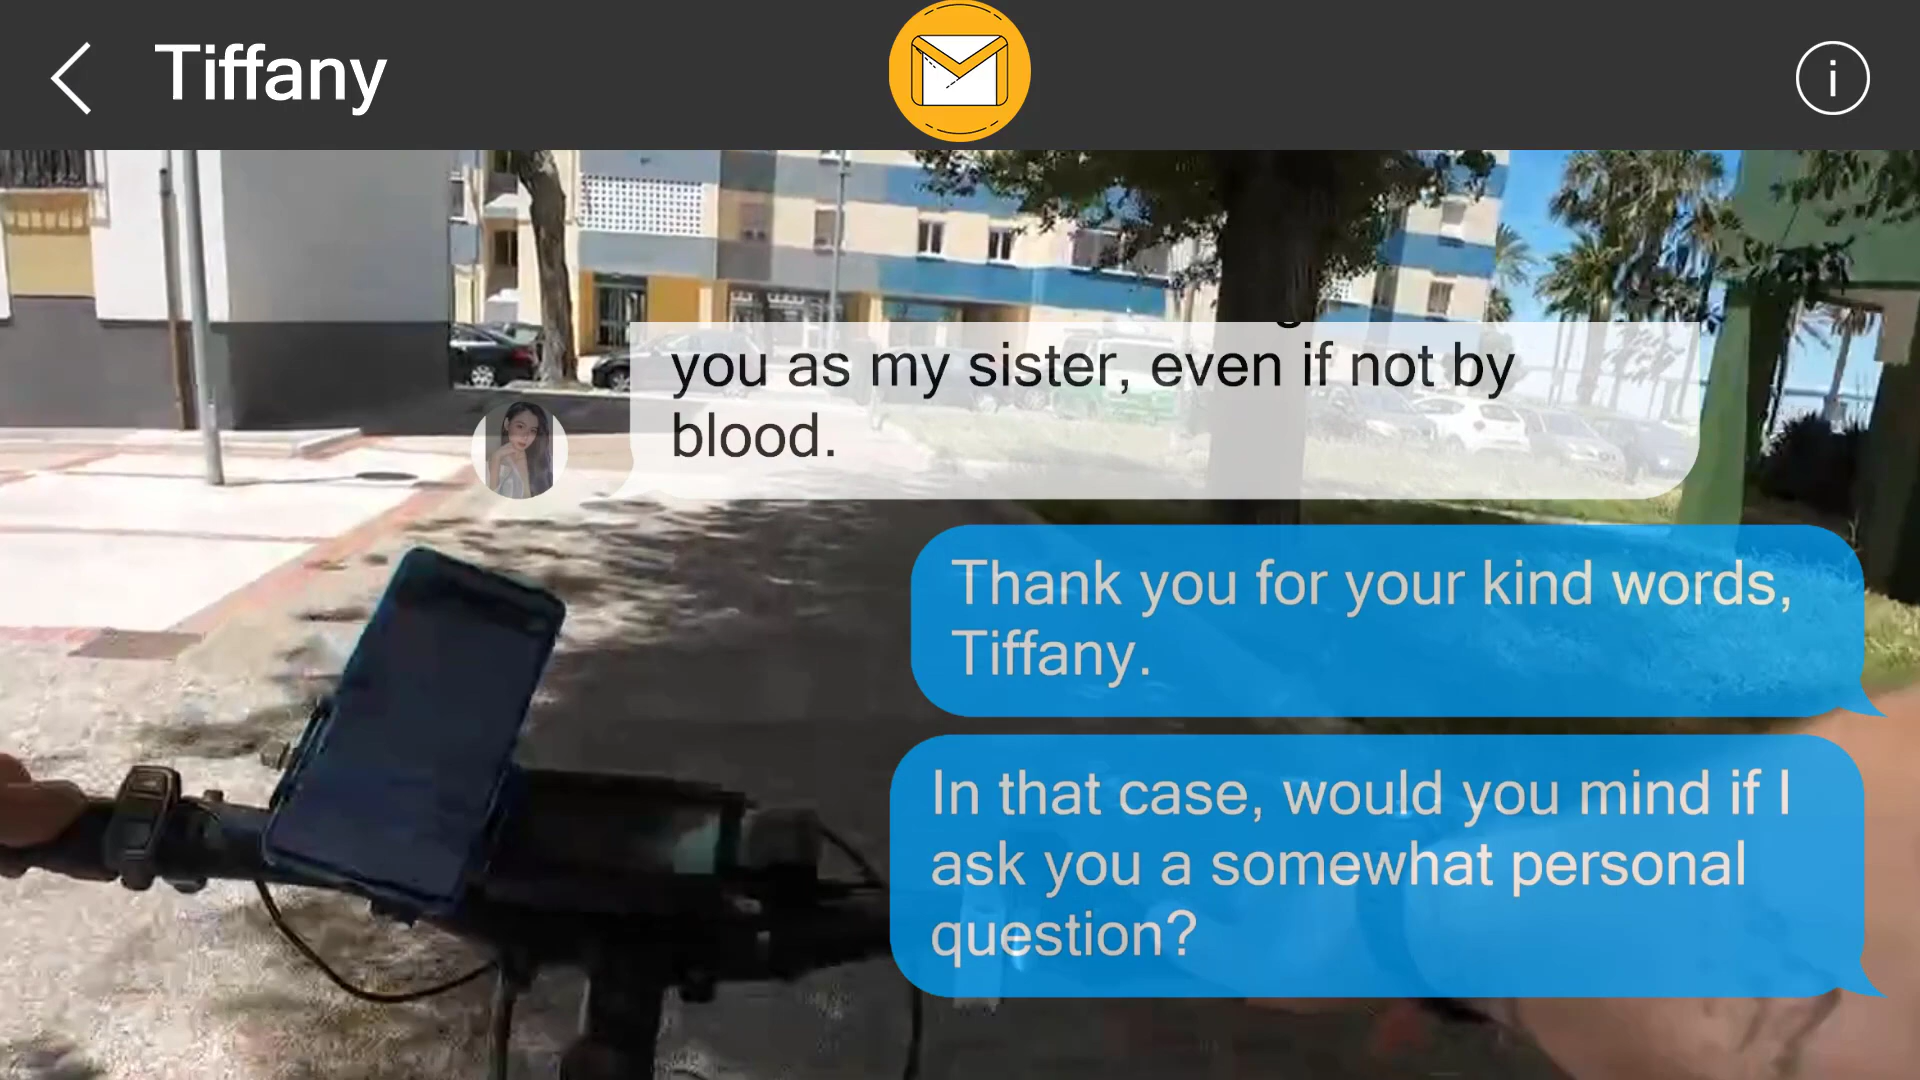 Tiffany
you as my sister, even if not by
blood.
Thank you for your kind words,
Tiffany.
In that case, would you mind if I
ask you a somewhat personal
question?